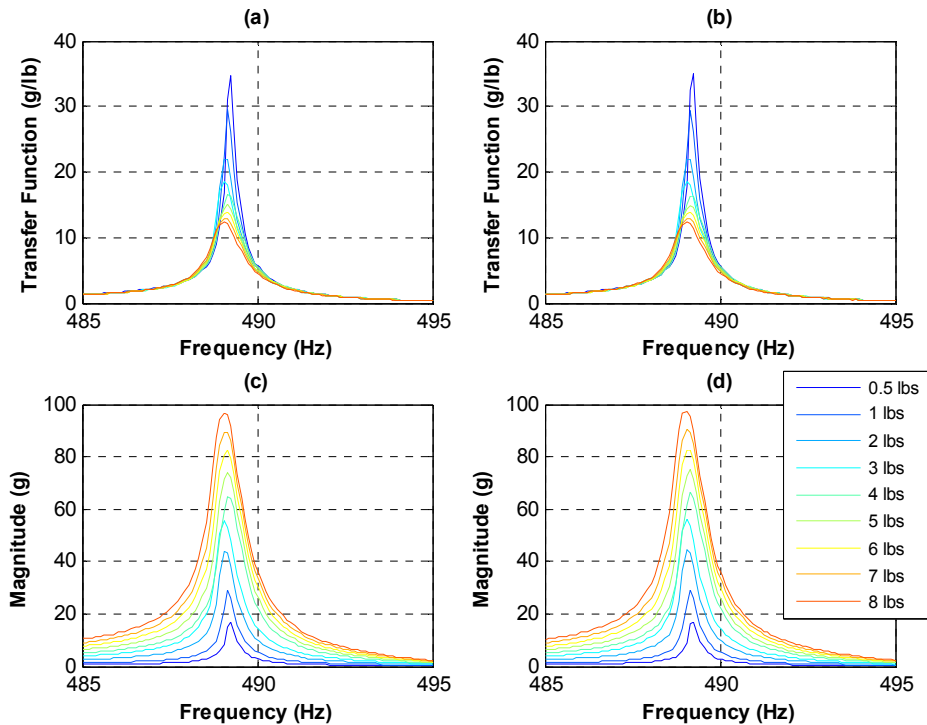 (a)
Transfer Function (g/lb)
40
30
20
10
0
485
490
495
Frequency (Hz)
(b)
Transfer Function (g/lb)
40
30
20
10
0
485
490
495
Frequency (Hz)
(c)
Magnitude (g)
100
80
60
40
20
0
485
490
495
Frequency (Hz)
(d)
Magnitude (g)
100
80
60
40
20
0
485
490
495
Frequency (Hz)
0.5 lbs
1 lbs
2 lbs
3 lbs
4 lbs
5 lbs
6 lbs
7 lbs
8 lbs